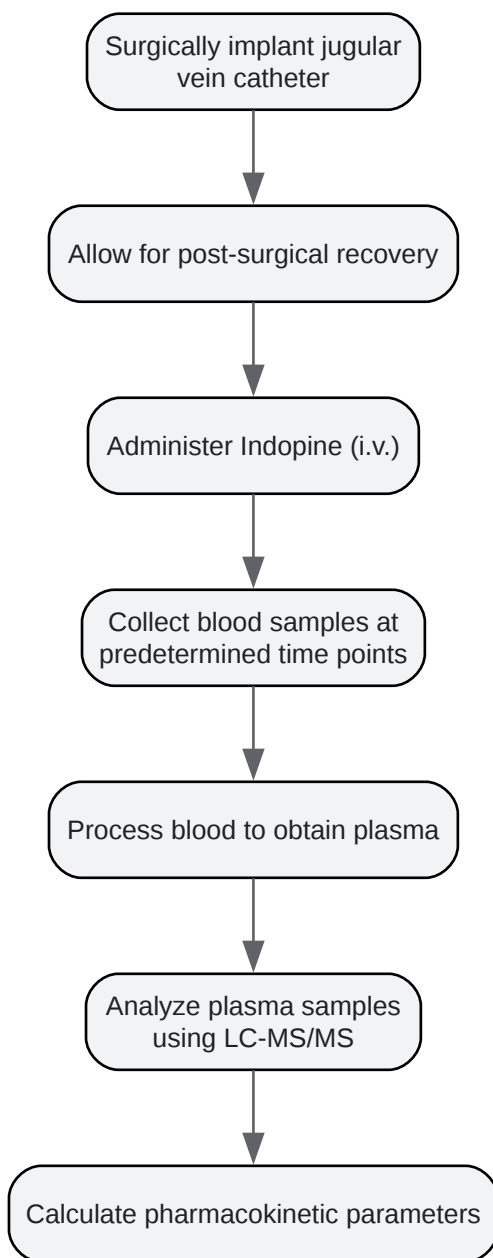 Surgically implant jugular
vein catheter
Allow for post-surgical recovery
Administer Indopine (i.v.)
Collect blood samples at
predetermined time points
Process blood to obtain plasma
Analyze plasma samples
using LC-MS/MS
Calculate pharmacokinetic parameters